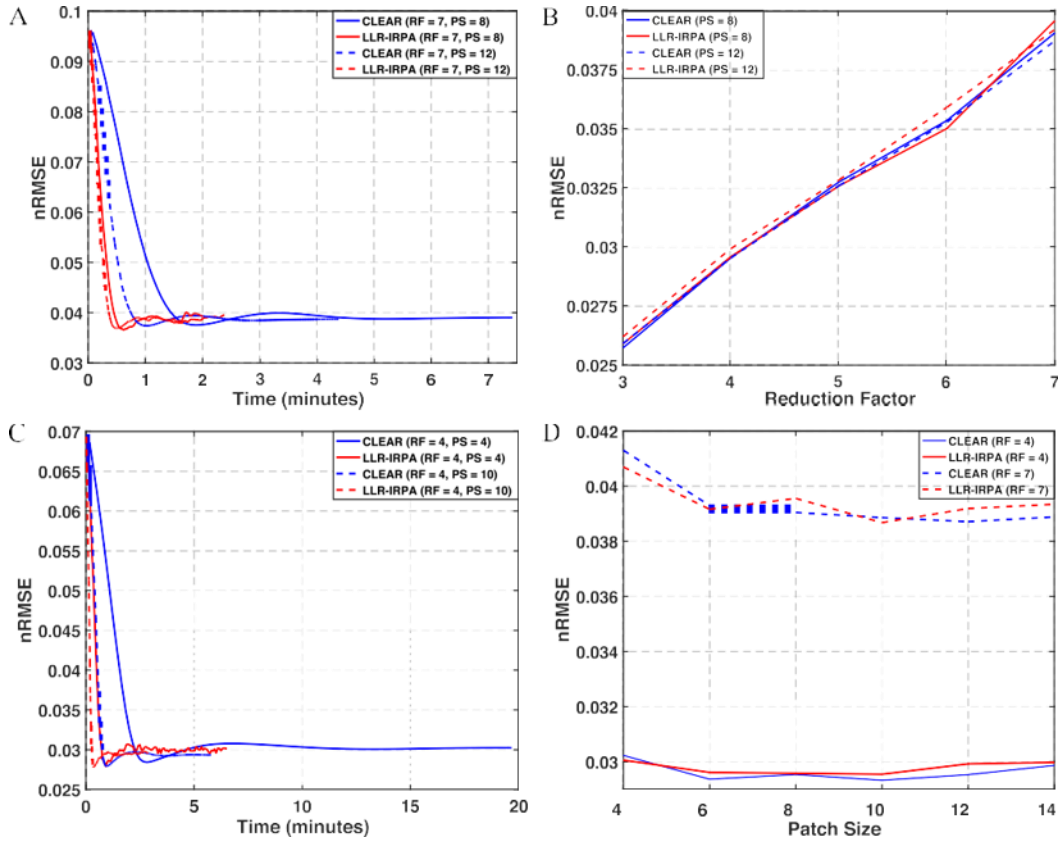 A
0.1
0.09
0.08
0.07
0.06
0.05
0.04
0.03
nRMSE
0 1 2 3 4 5 6 7
Time (minutes)
CLEAR (RF = 7, PS = 8)
LLR-IRPA (RF = 7, PS = 8)
CLEAR (RF = 7, PS = 12)
LLR-IRPA (RF = 7, PS = 12)
B
0.04
0.0375
0.035
0.0325
0.03
0.0275
0.025
nRMSE
3 4 5 6 7
Reduction Factor
CLEAR (PS = 8)
LLR-IRPA (PS = 8)
CLEAR (PS = 12)
LLR-IRPA (PS = 12)
C
0.07
0.065
0.06
0.055
0.05
0.045
0.04
0.035
0.03
0.025
nRMSE
0 5 10 15 20
Time (minutes)
CLEAR (RF = 4, PS = 4)
LLR-IRPA (RF = 4, PS = 4)
CLEAR (RF = 4, PS = 10)
LLR-IRPA (RF = 4, PS = 10)
D
0.042
0.04
0.038
0.036
0.034
0.032
0.03
nRMSE
4 6 8 10 12 14
Patch Size
CLEAR (RF = 4)
LLR-IRPA (RF = 4)
CLEAR (RF = 7)
LLR-IRPA (RF = 7)